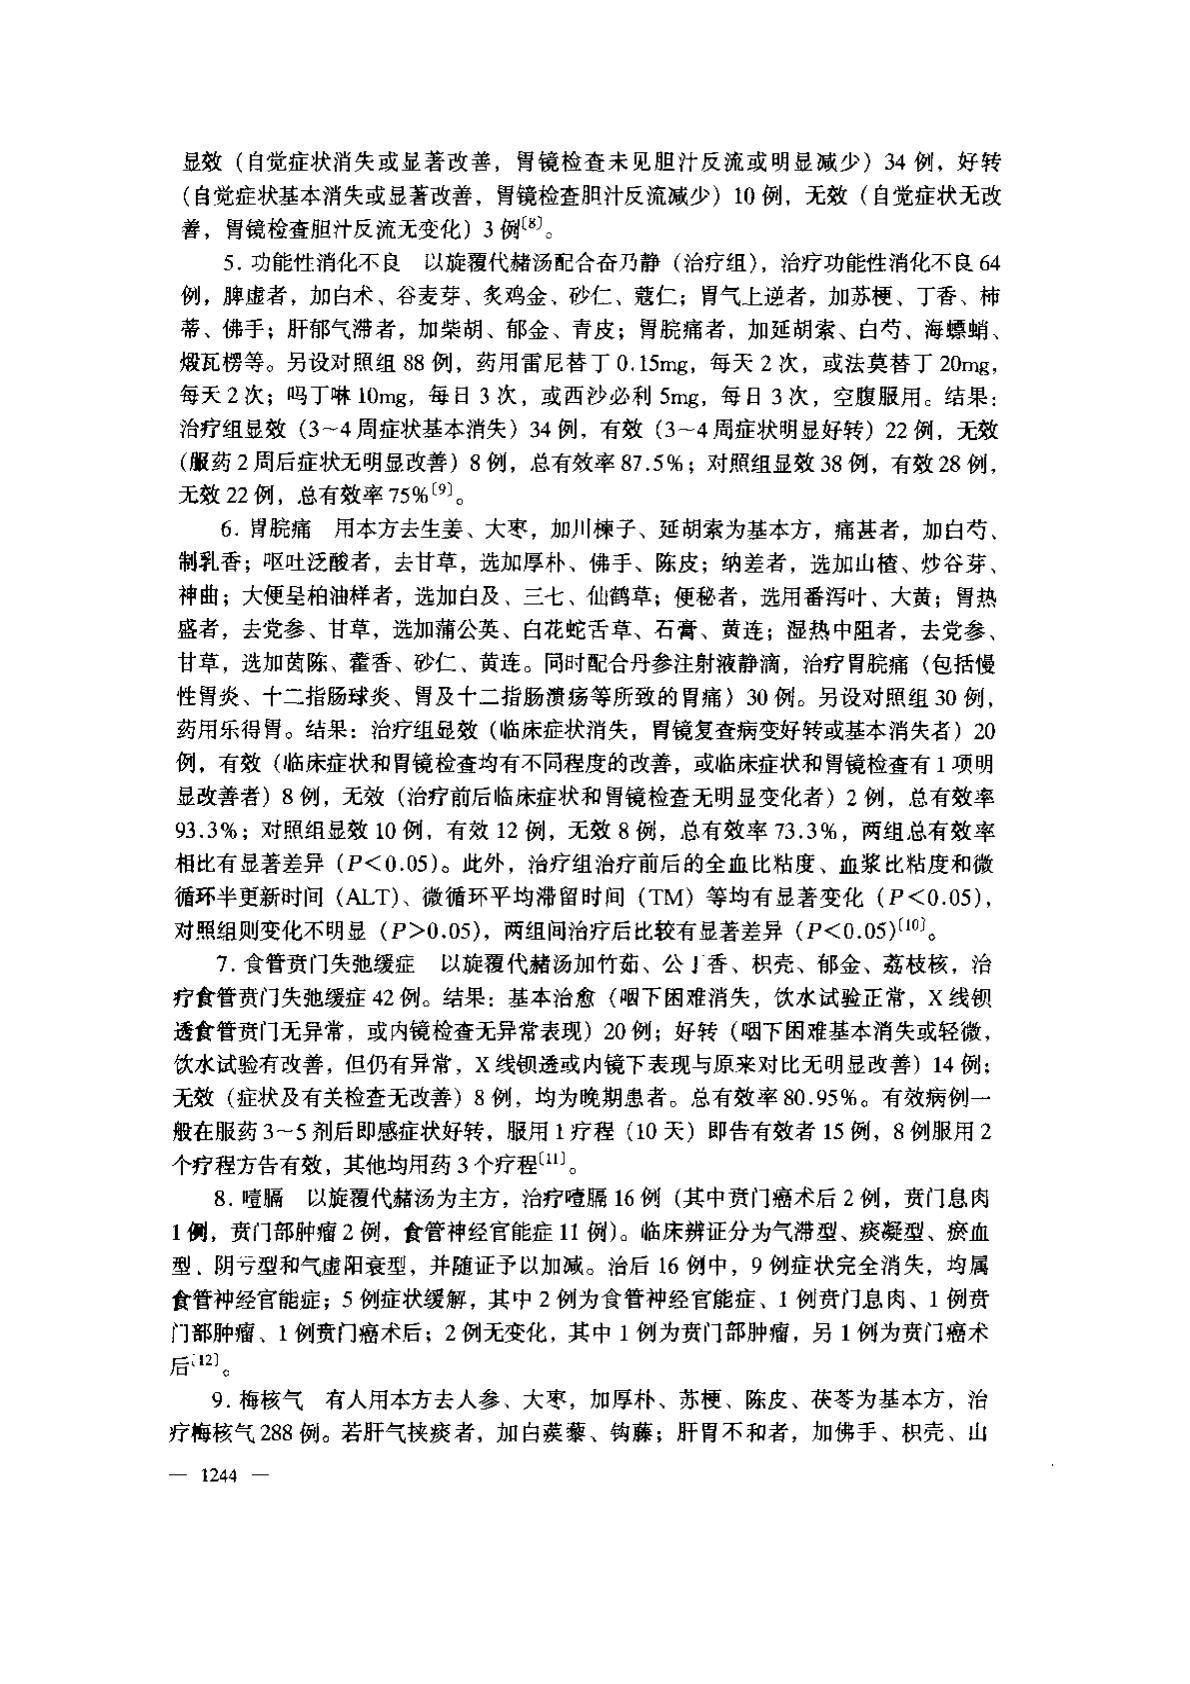 显效（自觉症状消失或显著改善，胃镜检查未见胆汁反流或明显减少）34 例，好转
（自觉症状基本消失或显著改善，胃镜检查胆汁反流减少）10 例，无效（自觉症状无改
善，胃镜检查胆汁反流无变化）3 例〔8〕。
5. 功能性消化不良　以旋覆代赭汤配合奋乃静（治疗组），治疗功能性消化不良 64
例，脾虚者，加白术、谷麦芽、炙鸡金、砂仁、蔻仁；胃气上逆者，加苏梗、丁香、柿
蒂、佛手；肝郁气滞者，加柴胡、郁金、青皮；胃脘痛者，加延胡索、白芍、海螵蛸、
煅瓦楞等。另设对照组 88 例，药用雷尼替丁 0.15mg，每天 2 次，或法莫替丁 20mg，
每天 2 次；吗丁啉 10mg，每日 3 次，或西沙必利 5mg，每日 3 次，空腹服用。结果：
治疗组显效（3～4 周症状基本消失）34 例，有效（3～4 周症状明显好转）22 例，无效
（服药 2 周后症状无明显改善）8 例，总有效率 87.5%；对照组显效 38 例，有效 28 例，
无效 22 例，总有效率 75%〔9〕。
6. 胃脘痛　用本方去生姜、大枣，加川楝子、延胡索为基本方，痛甚者，加白芍、
制乳香；呕吐泛酸者，去甘草，选加厚朴、佛手、陈皮；纳差者，选加山楂、炒谷芽、
神曲；大便呈柏油样者，选加白及、三七、仙鹤草；便秘者，选用番泻叶、大黄；胃热
盛者，去党参、甘草，选加蒲公英、白花蛇舌草、石膏、黄连；湿热中阻者，去党参、
甘草，选加茵陈、藿香、砂仁、黄连。同时配合丹参注射液静滴，治疗胃脘痛（包括慢
性胃炎、十二指肠球炎、胃及十二指肠溃疡等所致的胃痛）30 例。另设对照组 30 例，
药用乐得胃。结果：治疗组显效（临床症状消失，胃镜复查病变好转或基本消失者）20
例，有效（临床症状和胃镜检查均有不同程度的改善，或临床症状和胃镜检查有 1 项明
显改善者）8 例，无效（治疗前后临床症状和胃镜检查无明显变化者）2 例，总有效率
93.3%；对照组显效 10 例，有效 12 例，无效 8 例，总有效率 73.3%，两组总有效率
相比有显著差异（P＜0.05）。此外，治疗组治疗前后的全血比粘度、血浆比粘度和微
循环半更新时间（ALT）、微循环平均滞留时间（TM）等均有显著变化（P＜0.05），
对照组则变化不明显（P＞0.05），两组间治疗后比较有显著差异（P＜0.05）〔10〕。
7. 食管贲门失弛缓症　以旋覆代赭汤加竹茹、公丁香、枳壳、郁金、荔枝核，治
疗食管贲门失弛缓症 42 例。结果：基本治愈（咽下困难消失，饮水试验正常，X 线钡
透食管贲门无异常，或内镜检查无异常表现）20 例；好转（咽下困难基本消失或轻微，
饮水试验有改善，但仍有异常，X 线钡透或内镜下表现与原来对比无明显改善）14 例；
无效（症状及有关检查无改善）8 例，均为晚期患者。总有效率 80.95%。有效病例一
般在服药 3～5 剂后即感症状好转，服用 1 疗程（10 天）即告有效者 15 例，8 例服用 2
个疗程方告有效，其他均用药 3 个疗程〔11〕。
8. 噎膈　以旋覆代赭汤为主方，治疗噎膈 16 例（其中贲门癌术后 2 例，贲门息肉
1 例，贲门部肿瘤 2 例，食管神经官能症 11 例）。临床辨证分为气滞型、痰凝型、瘀血
型、阴亏型和气虚阳衰型，并随证予以加减。治后 16 例中，9 例症状完全消失，均属
食管神经官能症；5 例症状缓解，其中 2 例为食管神经官能症、1 例贲门息肉、1 例贲
门部肿瘤、1 例贲门癌术后；2 例无变化，其中 1 例为贲门部肿瘤，另 1 例为贲门癌术
后〔12〕。
9. 梅核气　有人用本方去人参、大枣，加厚朴、苏梗、陈皮、茯苓为基本方，治
疗梅核气 288 例。若肝气挟痰者，加白蒺藜、钩藤；肝胃不和者，加佛手、枳壳、山
— 1244 —